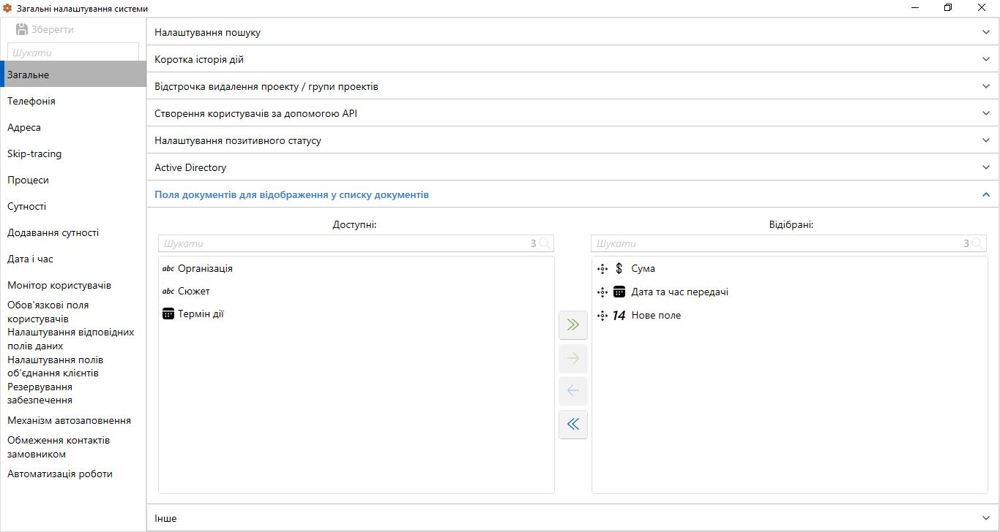 Загальні налаштування системи
Зберегти
Шукати
Загальне
Телефонія
Адреса
Skip-tracing
Процеси
Сутності
Додавання сутності
Дата і час
Монітор користувачів
Обов'язкові поля
користувачів
Налаштування відповідних
полів даних
Налаштування полів
об'єднання клієнтів
Резервування
забезпечення
Механізм автозаповнення
Обмеження контактів
замовником
Автоматизація роботи
Налаштування пошуку
Коротка історія дій
Відстрочка видалення проекту / групи проектів
Створення користувачів за допомогою API
Налаштування позитивного статусу
Active Directory
Поля документів для відображення у списку документів
Доступні:
Шукати 3
abc Організація
abc Сюжет
Термін дії
Відібрані:
Шукати 3
$ Сума
Дата та час передачі
14 Нове поле
Інше